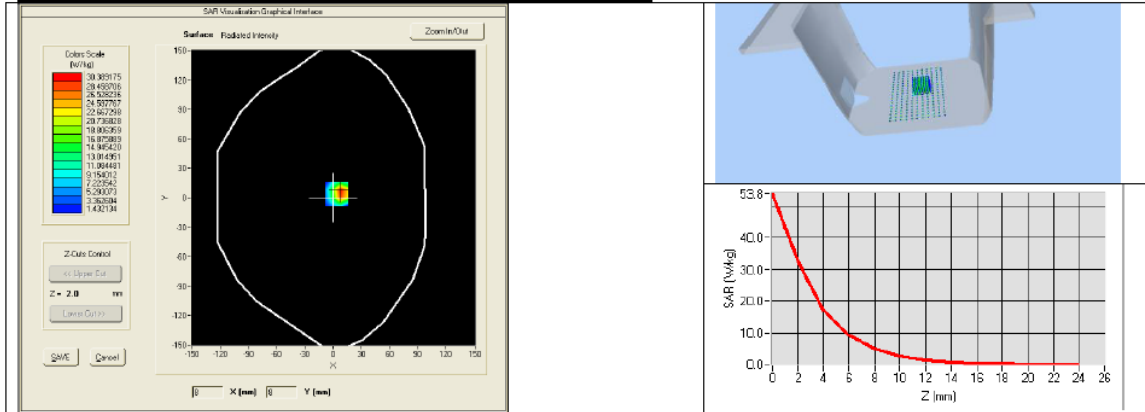 SAR Visualisation Graphical Interface
Surface Radiated Intensity
Zoom In/Out
Colors Scale
(W/kg)
30.389175
28.458706
26.528236
24.597767
22.667298
20.736828
18.806359
16.875889
14.945420
13.014951
11.084481
9.154012
7.223542
5.293073
3.362604
1.432134
Z-Cuts Control
<< Upper Cut
Z = 2.0 mm
Lower Cut >>
SAVE Cancel
150
120
90
60
30
0
-30
-60
-90
-120
-150
Y
-150 -120 -90 -60 -30 0 30 60 90 120 150
X
8 X (mm) 8 Y (mm)
53.8
40.0
30.0
20.0
10.0
0.0
SAR (W/kg)
0 2 4 6 8 10 12 14 16 18 20 22 24 26
Z (mm)